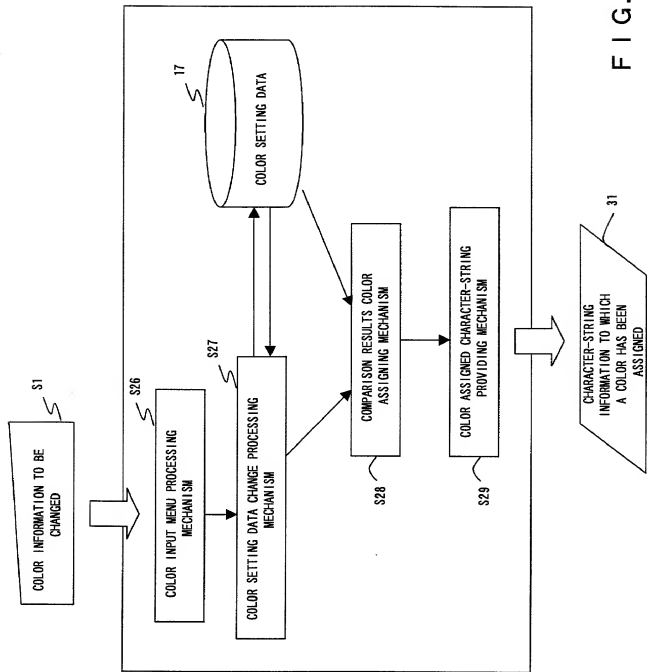 S1
COLOR INFORMATION TO BE
CHANGED
S26
COLOR INPUT MENU PROCESSING
MECHANISM
S27
COLOR SETTING DATA CHANGE PROCESSING
MECHANISM
17
COLOR SETTING DATA
COMPARISON RESULTS COLOR
ASSIGNING MECHANISM
S28
COLOR ASSIGNED CHARACTER-STRING
PROVIDING MECHANISM
S29
31
CHARACTER-STRING
INFORMATION TO WHICH
A COLOR HAS BEEN
ASSIGNED
FIG.